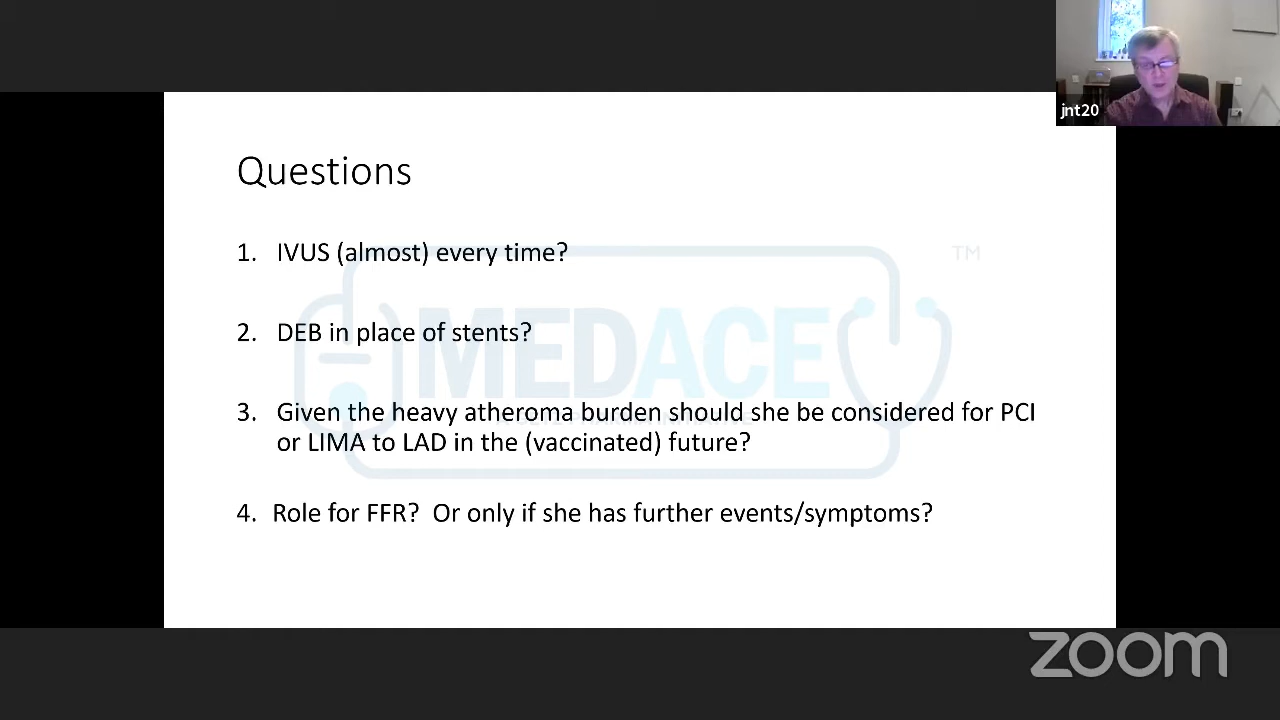 jnt20
Questions
1. IVUS (almost) every time?
TM
2. DEB in place of stents?
MEDACE
3. Given the heavy atheroma burden should she be considered for PCI
or LIMA to LAD in the (vaccinated) future?
4. Role for FFR? Or only if she has further events/symptoms?
zoom